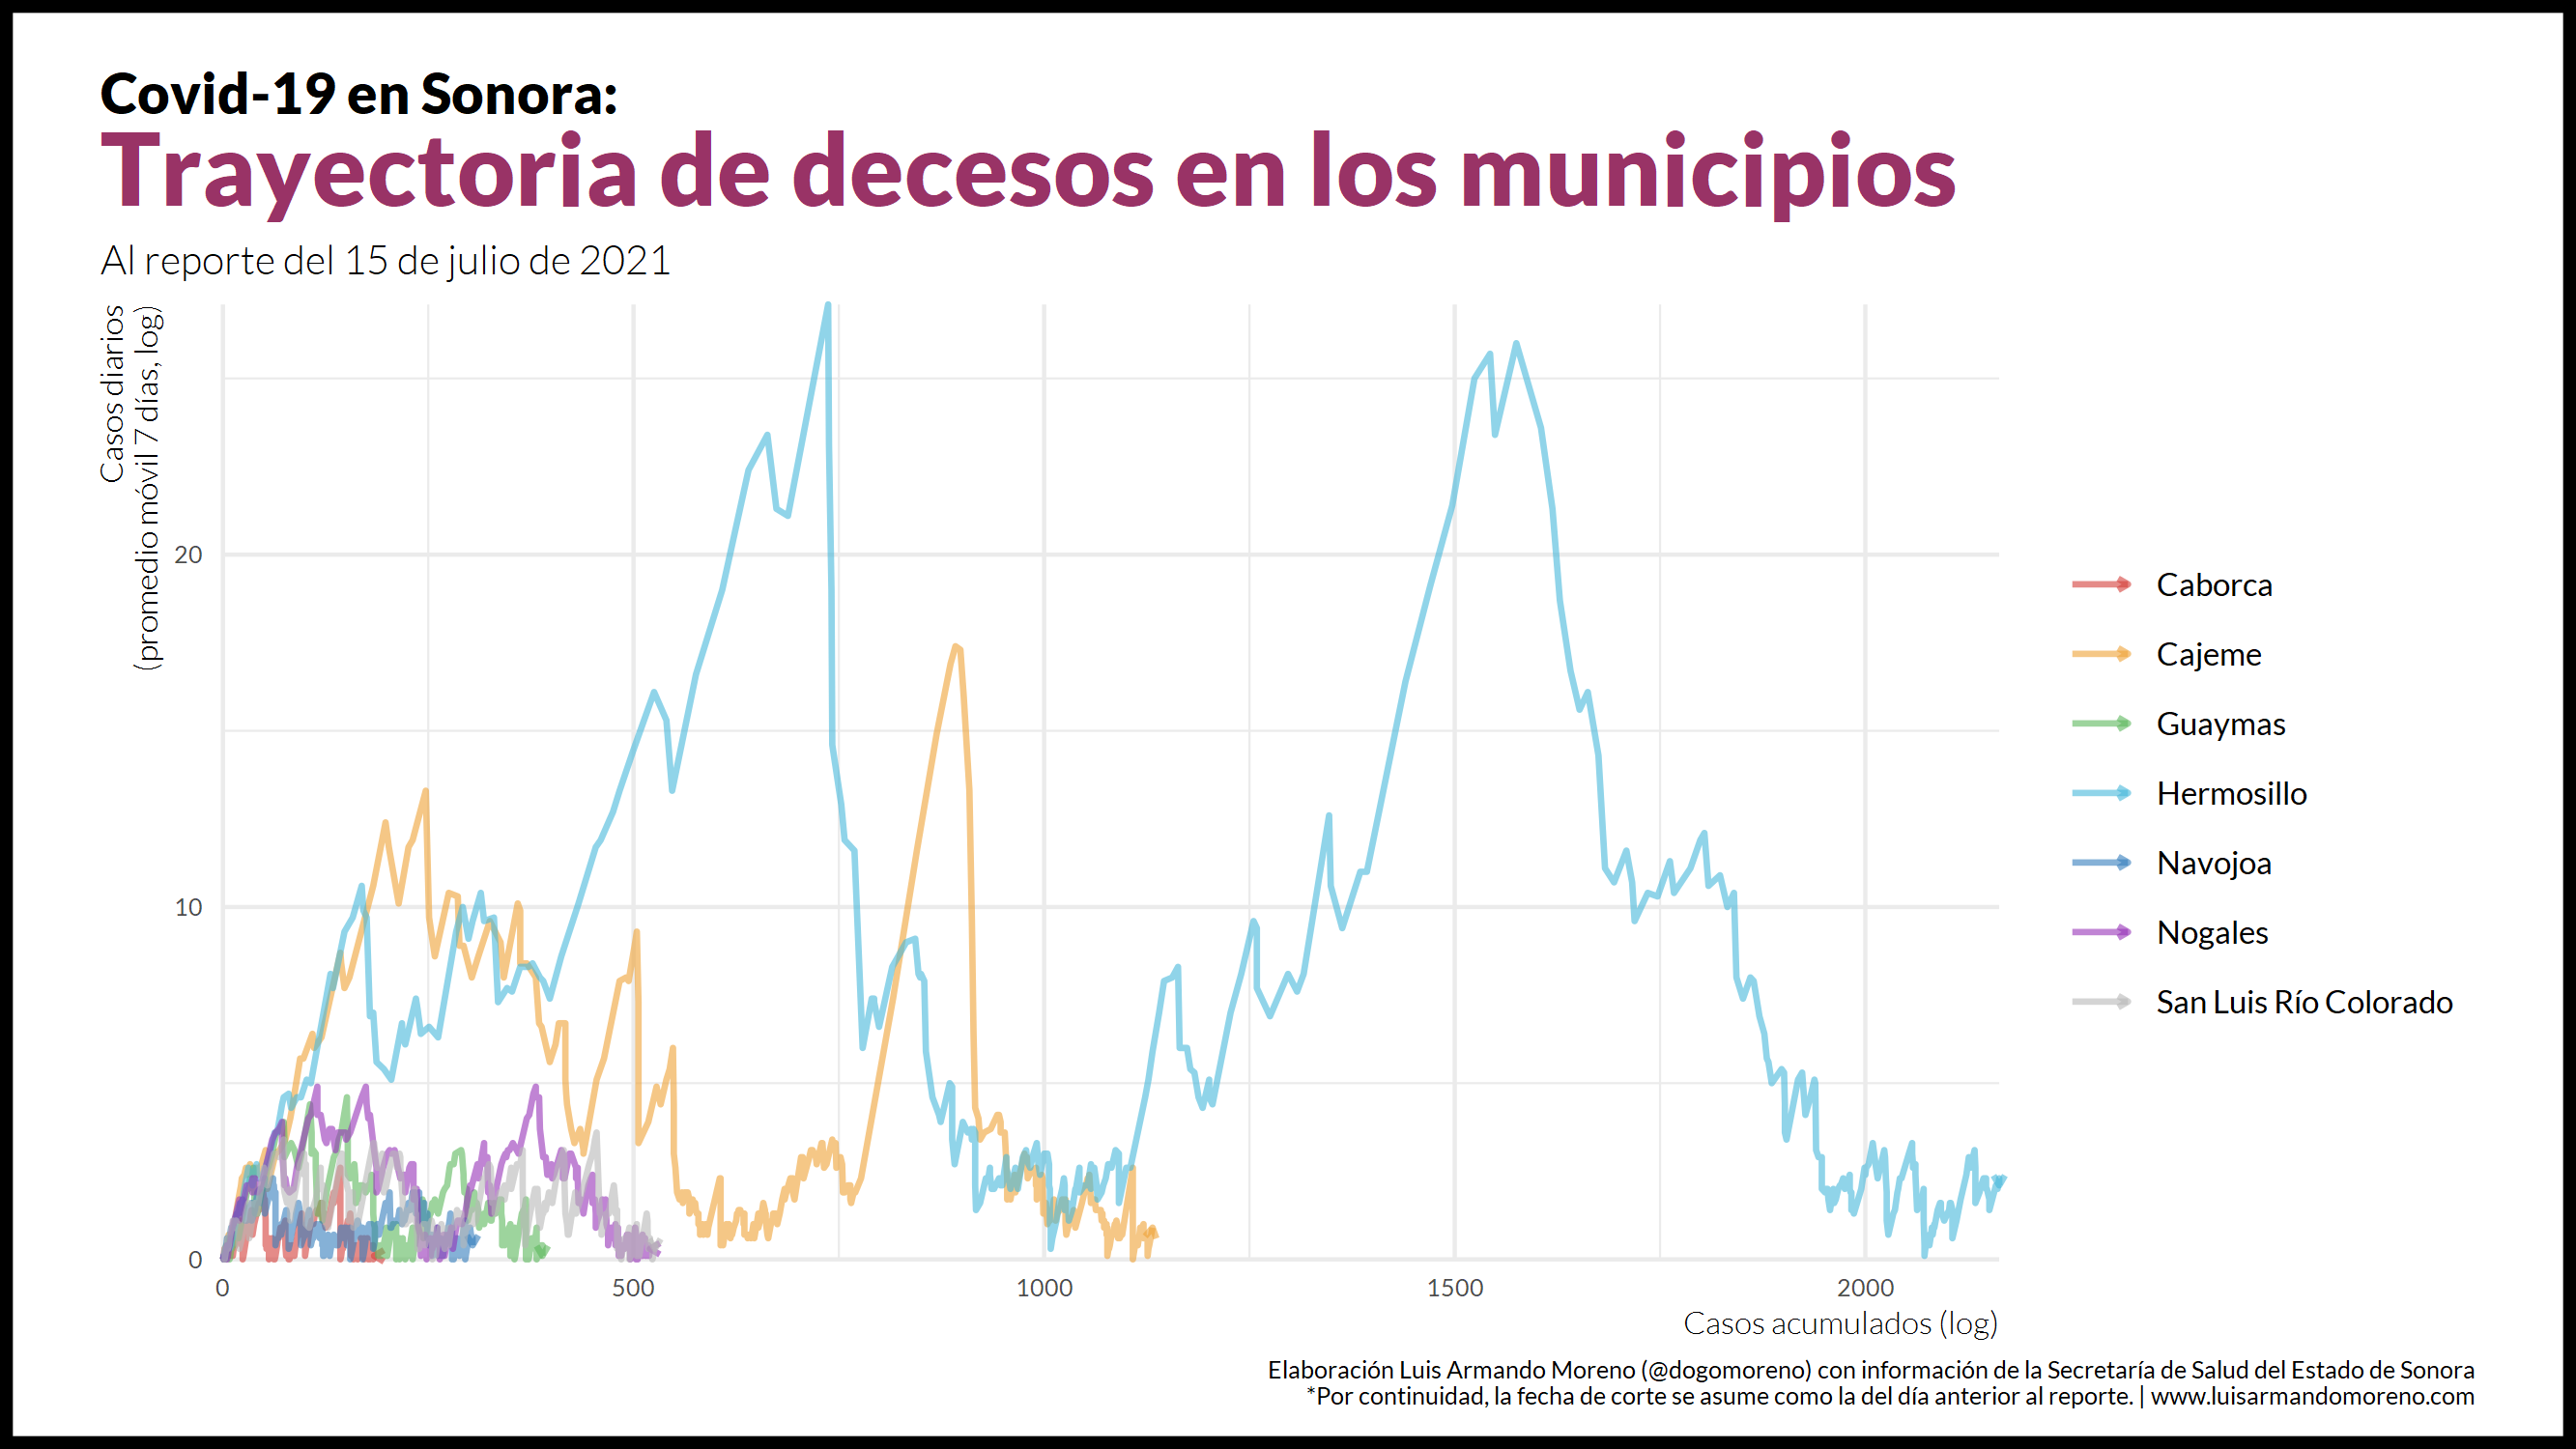 Covid-19 en Sonora:
Trayectoria de decesos en los municipios
Al reporte del 15 de julio de 2021
Casos diarios
(promedio móvil 7 días, log)
20
10
0
0
500
1000
1500
2000
Casos acumulados (log)
Caborca
Cajeme
Guaymas
Hermosillo
Navojoa
Nogales
San Luis Río Colorado
Elaboración Luis Armando Moreno (@dogomoreno) con información de la Secretaría de Salud del Estado de Sonora
*Por continuidad, la fecha de corte se asume como la del día anterior al reporte. | www.luisarmandomoreno.com